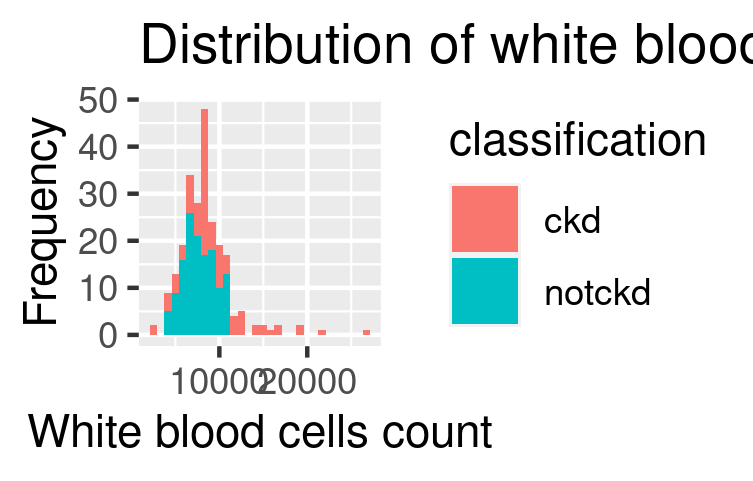 Distribution of white blood
Frequency
50
40
30
20
10
0
10000
20000
White blood cells count
classification
ckd
notckd